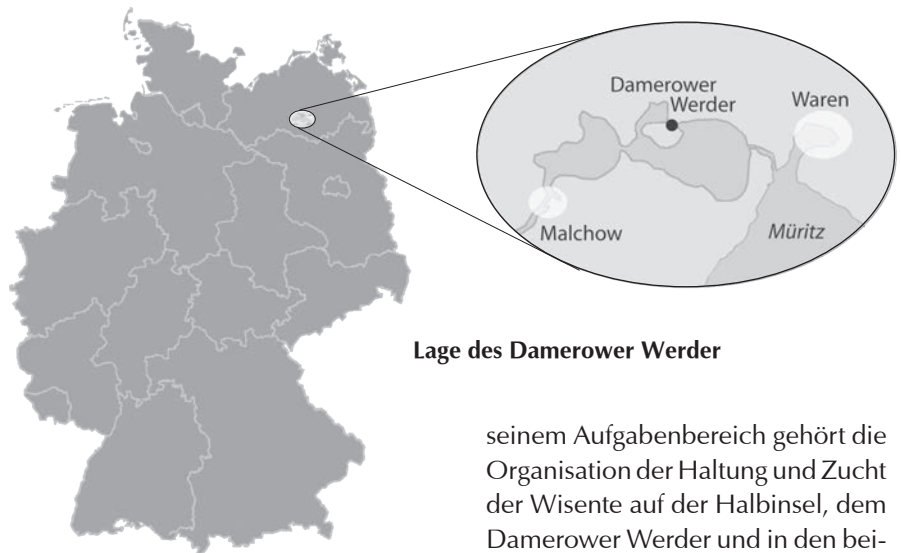 Damerower
Werder
Waren
Malchow
Müritz
Lage des Damerower Werder
seinem Aufgabenbereich gehört die
Organisation der Haltung und Zucht
der Wisente auf der Halbinsel, dem
Damerower Werder und in den bei-